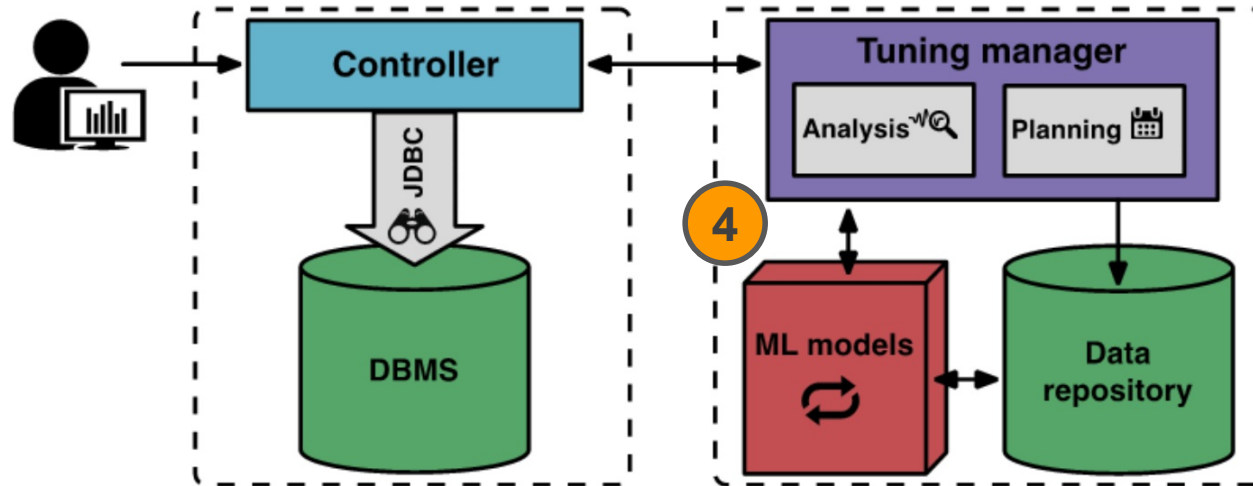 Controller
Tuning manager
Analysis
Planning
JDBC
4
DBMS
ML models
Data
repository